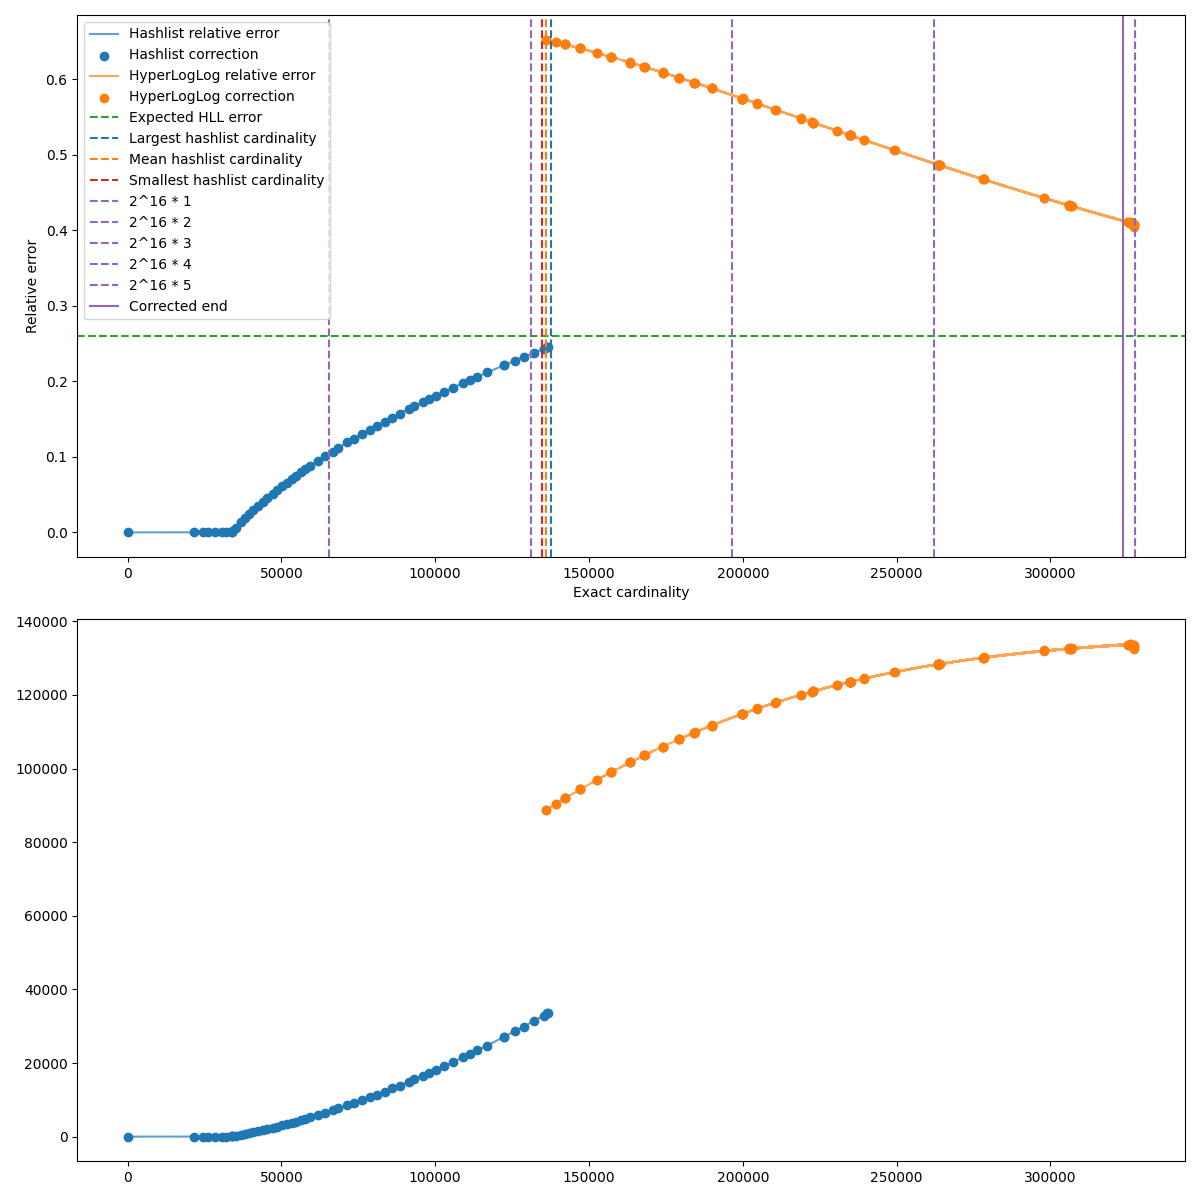 Hashlist relative error
Hashlist correction
HyperLogLog relative error
HyperLogLog correction
Expected HLL error
Largest hashlist cardinality
Mean hashlist cardinality
Smallest hashlist cardinality
2^16 * 1
2^16 * 2
2^16 * 3
2^16 * 4
2^16 * 5
Corrected end
Relative error
0.6
0.5
0.4
0.3
0.2
0.1
0.0
0 50000 100000 150000 200000 250000 300000
Exact cardinality
140000
120000
100000
80000
60000
40000
20000
0
0 50000 100000 150000 200000 250000 300000